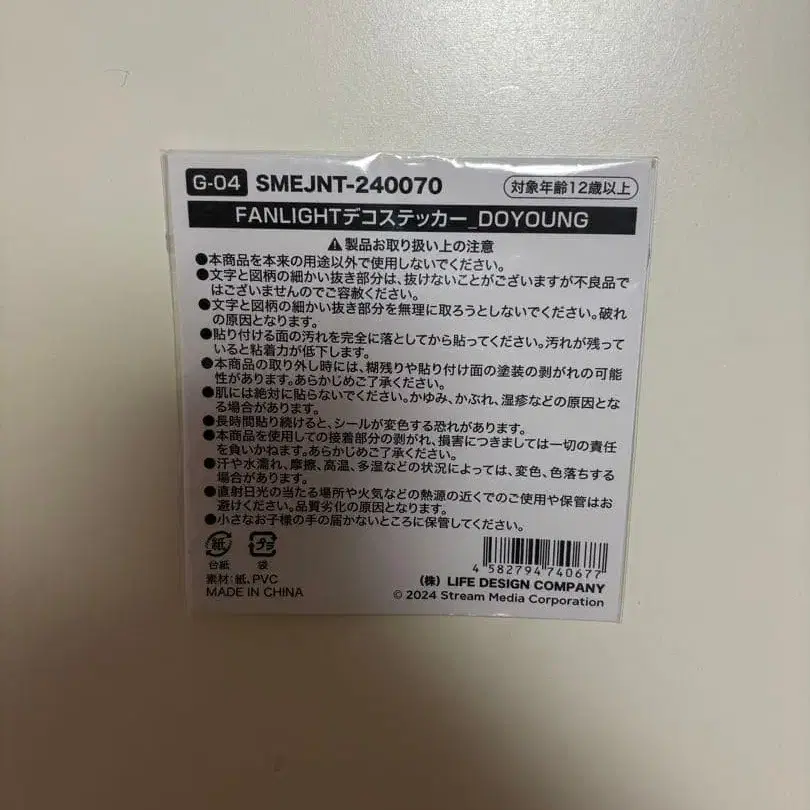 G-04 SMEJNT-240070 対象年齢12歳以上
FANLIGHTデコステッカー_DOYOUNG
⚠製品お取り扱い上の注意
●本商品を本来の用途以外で使用しないでください。
●文字と図柄の細かい抜き部分は、抜けないことがございますが不良品で
はございませんのでご容赦ください。
●文字と図柄の細かい抜き部分を無理に取ろうとしないでください。破れ
の原因となります。
●貼り付ける面の汚れを完全に落としてから貼ってください。汚れが残って
いると粘着力が低下します。
●本商品の取り外し時には、糊残りや貼り付け面の塗装の剥がれの可能
性があります。あらかじめご了承ください。
●肌には絶対に貼らないでください。かゆみ、かぶれ、湿疹などの原因とな
る場合があります。
●長時間貼り続けると、シールが変色する恐れがあります。
●本商品を使用しての接着部分の剥がれ、損害につきましては一切の責任
を負いかねます。あらかじめご了承ください。
●汗や水濡れ、摩擦、高温、多湿などの状況によっては、変色、色落ちする
場合があります。
●直射日光の当たる場所や火気などの熱源の近くでのご使用や保管はお
避けください。品質劣化の原因となります。
●小さなお子様の手の届かないところに保管してください。
紙 プラ
台紙 袋
素材:紙、PVC
MADE IN CHINA
4 582794 740677
(株) LIFE DESIGN COMPANY
© 2024 Stream Media Corporation